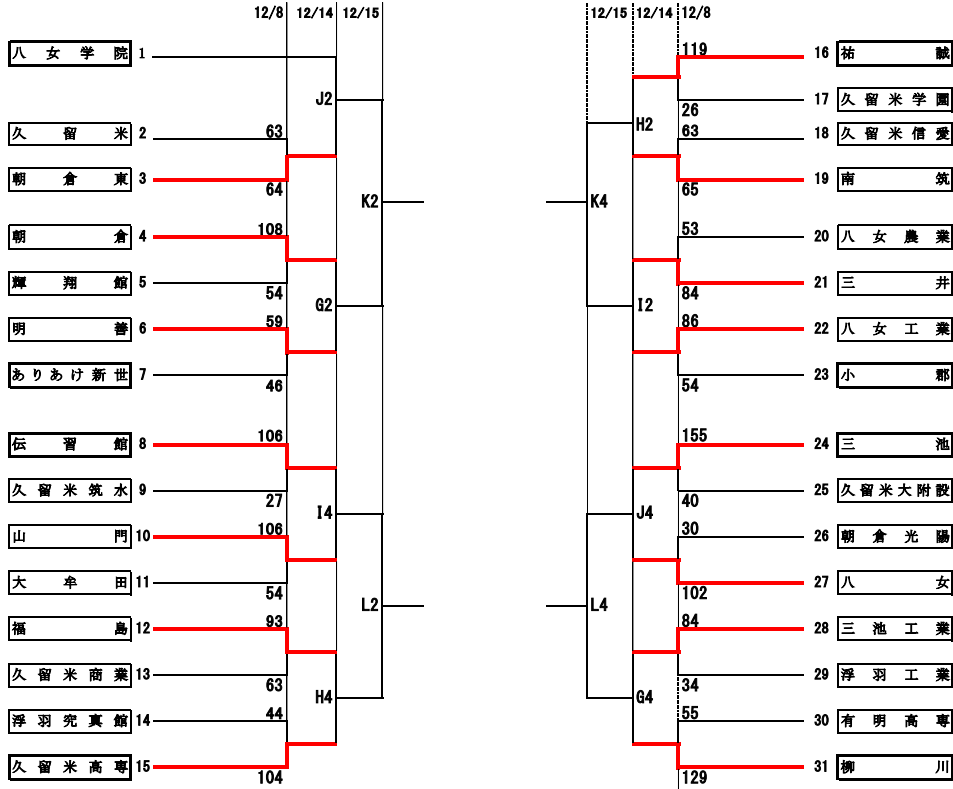 12/8 12/14 12/15
12/15 12/14 12/8
八女学院 1
久留米 2 63
朝倉東 3 64
朝倉 4 108
輝翔館 5 54
明善 6 59
ありあけ新世 7 46
伝習館 8 106
久留米筑水 9 27
山門 10 106
大牟田 11 54
福島 12 93
久留米商業 13 63
浮羽究真館 14 44
久留米高専 15 104
J2
G2
I4
H4
K2
L2
119 16 祐誠
26 17 久留米学園
63 18 久留米信愛
65 19 南筑
53 20 八女農業
84 21 三井
86 22 八女工業
54 23 小郡
155 24 三池
40 25 久留米大附設
30 26 朝倉光陽
102 27 八女
84 28 三池工業
34 29 浮羽工業
55 30 有明高専
129 31 柳川
H2
I2
J4
G4
K4
L4